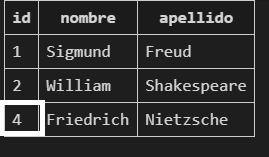 id nombre apellido
1 Sigmund Freud
2 William Shakespeare
4 Friedrich Nietzsche